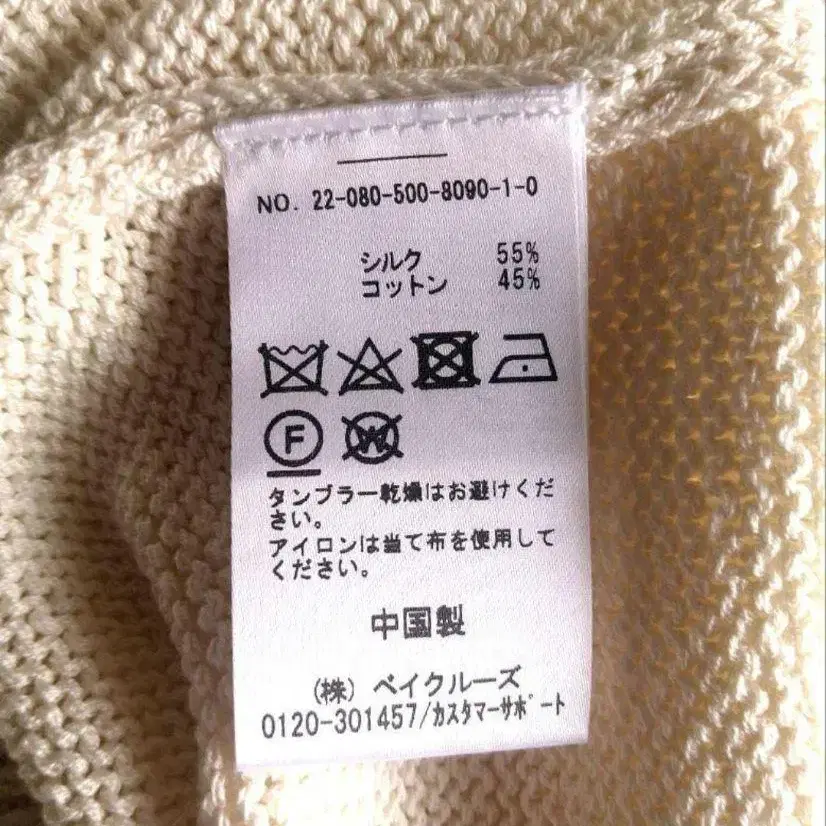 NO. 22-080-500-8090-1-0
シルク 55%
コットン 45%
F W
タンブラー乾燥はお避けくだ
さい。
アイロンは当て布を使用して
ください。
中国製
(株) ベイクルーズ
0120-301457/カスタマーサポート